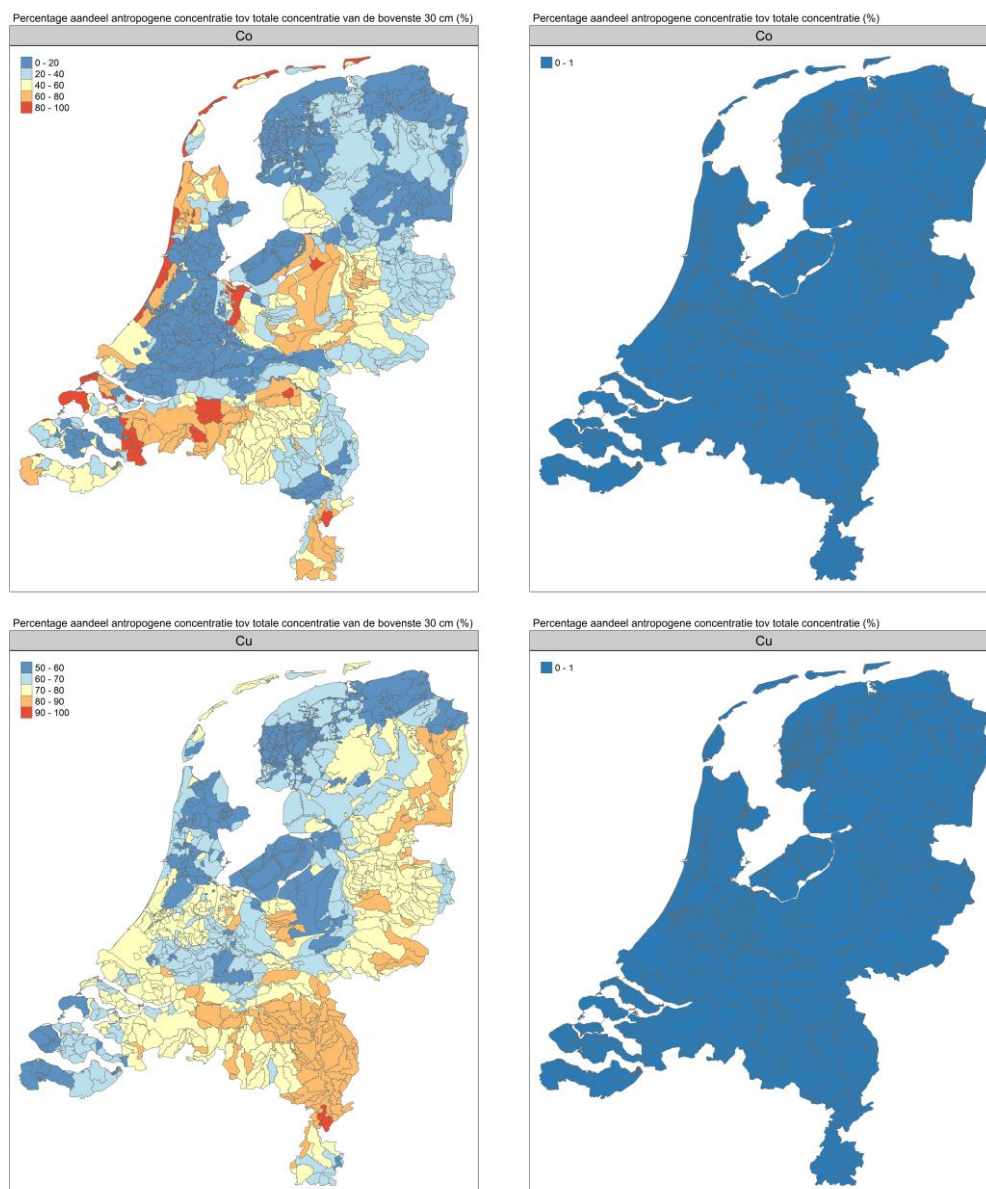 Percentage aandeel antropogene concentratie tov totale concentratie van de bovenste 30 cm (%)
Co
0 - 20
20 - 40
40 - 60
60 - 80
80 - 100
Percentage aandeel antropogene concentratie tov totale concentratie (%)
Co
0 - 1
Percentage aandeel antropogene concentratie tov totale concentratie van de bovenste 30 cm (%)
Cu
50 - 60
60 - 70
70 - 80
80 - 90
90 - 100
Percentage aandeel antropogene concentratie tov totale concentratie (%)
Cu
0 - 1